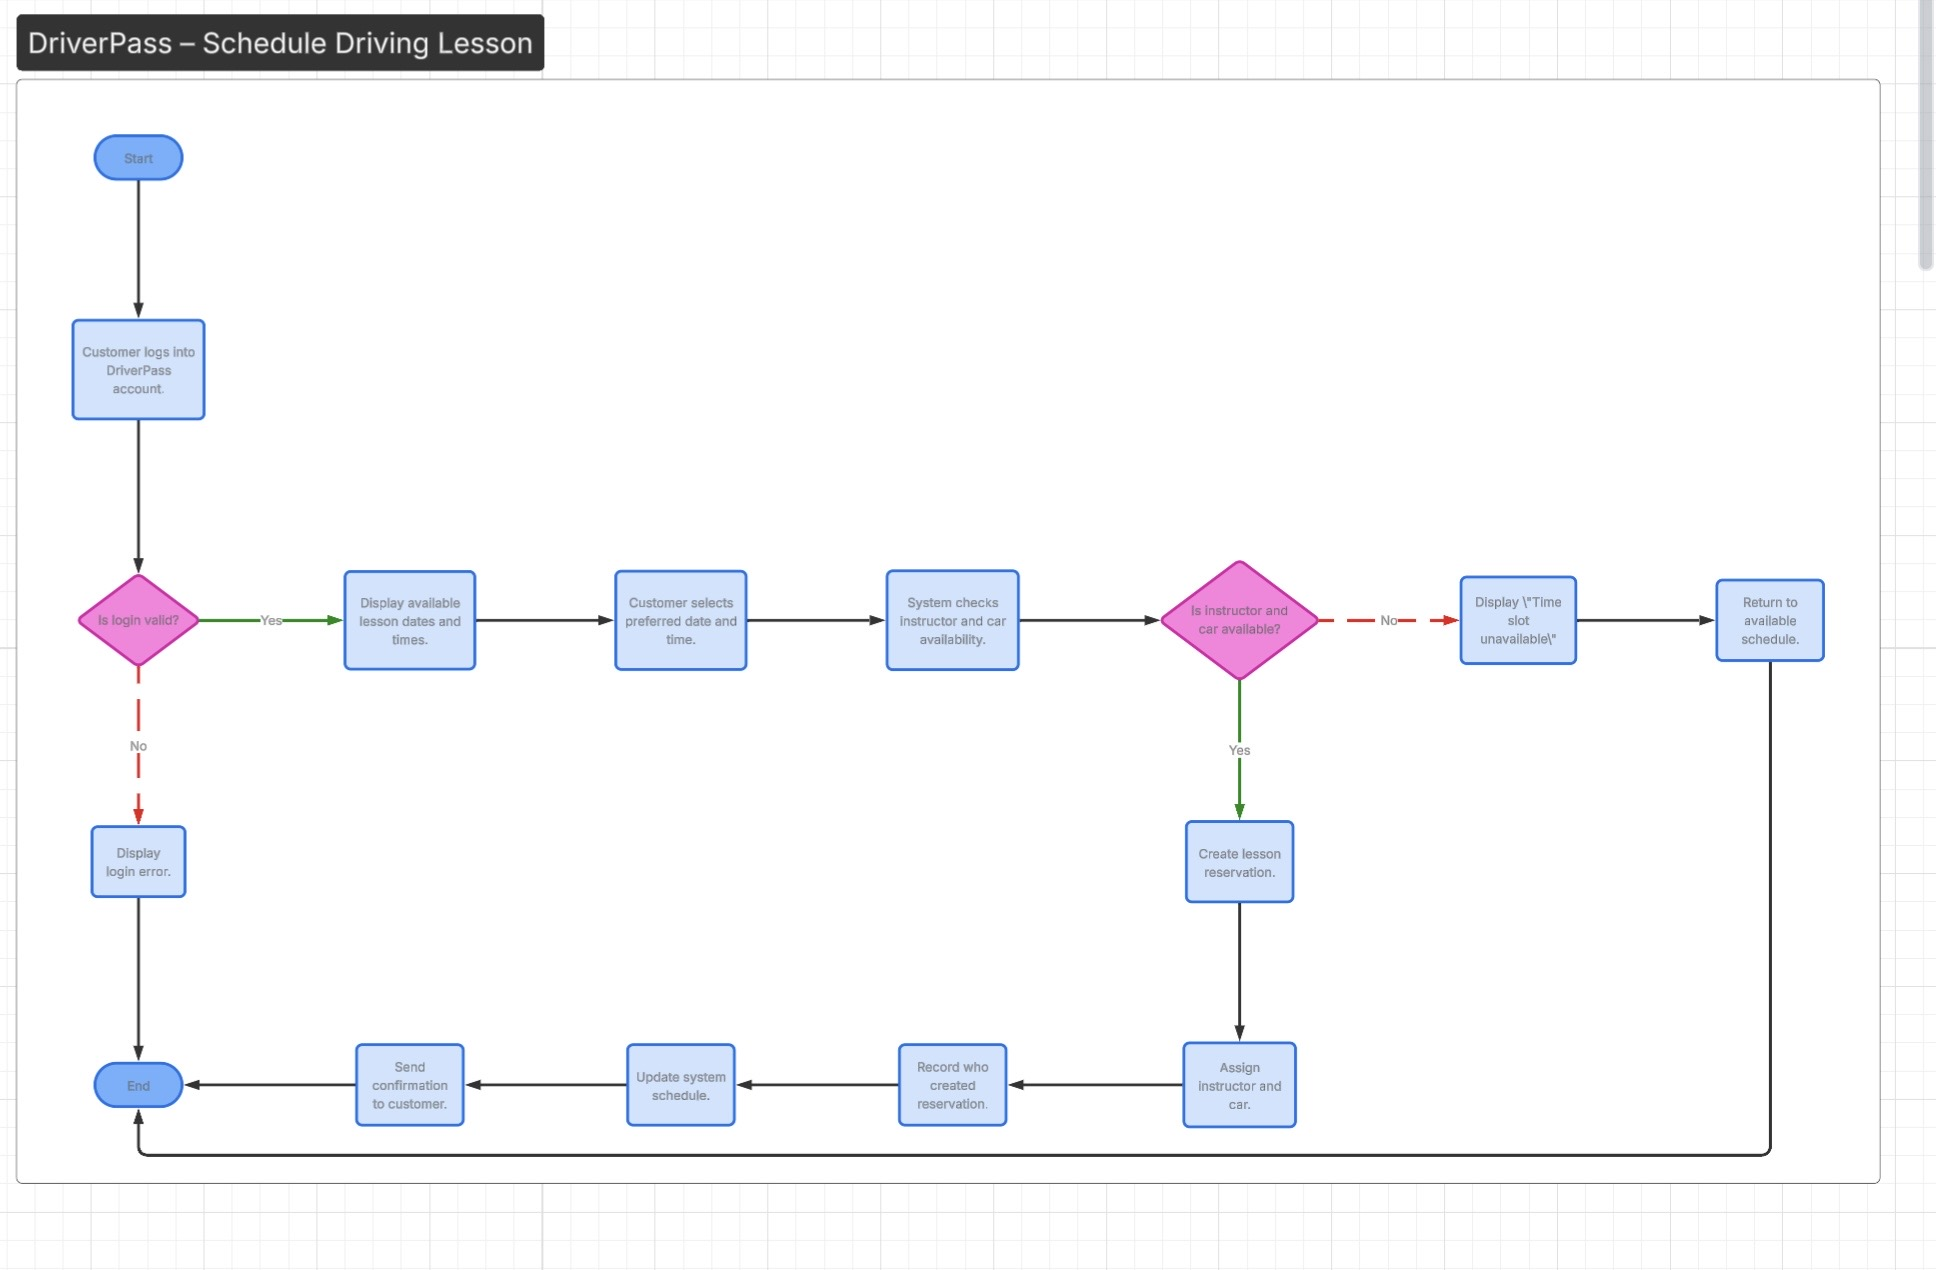 DriverPass – Schedule Driving Lesson
Start
Customer logs into
DriverPass
account.
Is login valid?
Yes
Display available
lesson dates and
times.
Customer selects
preferred date and
time.
System checks
instructor and car
availability.
Is instructor and
car available?
No
Display \"Time
slot
unavailable\"
Return to
available
schedule.
No
Yes
Display
login error.
Create lesson
reservation.
End
Send
confirmation
to customer.
Update system
schedule.
Record who
created
reservation.
Assign
instructor and
car.